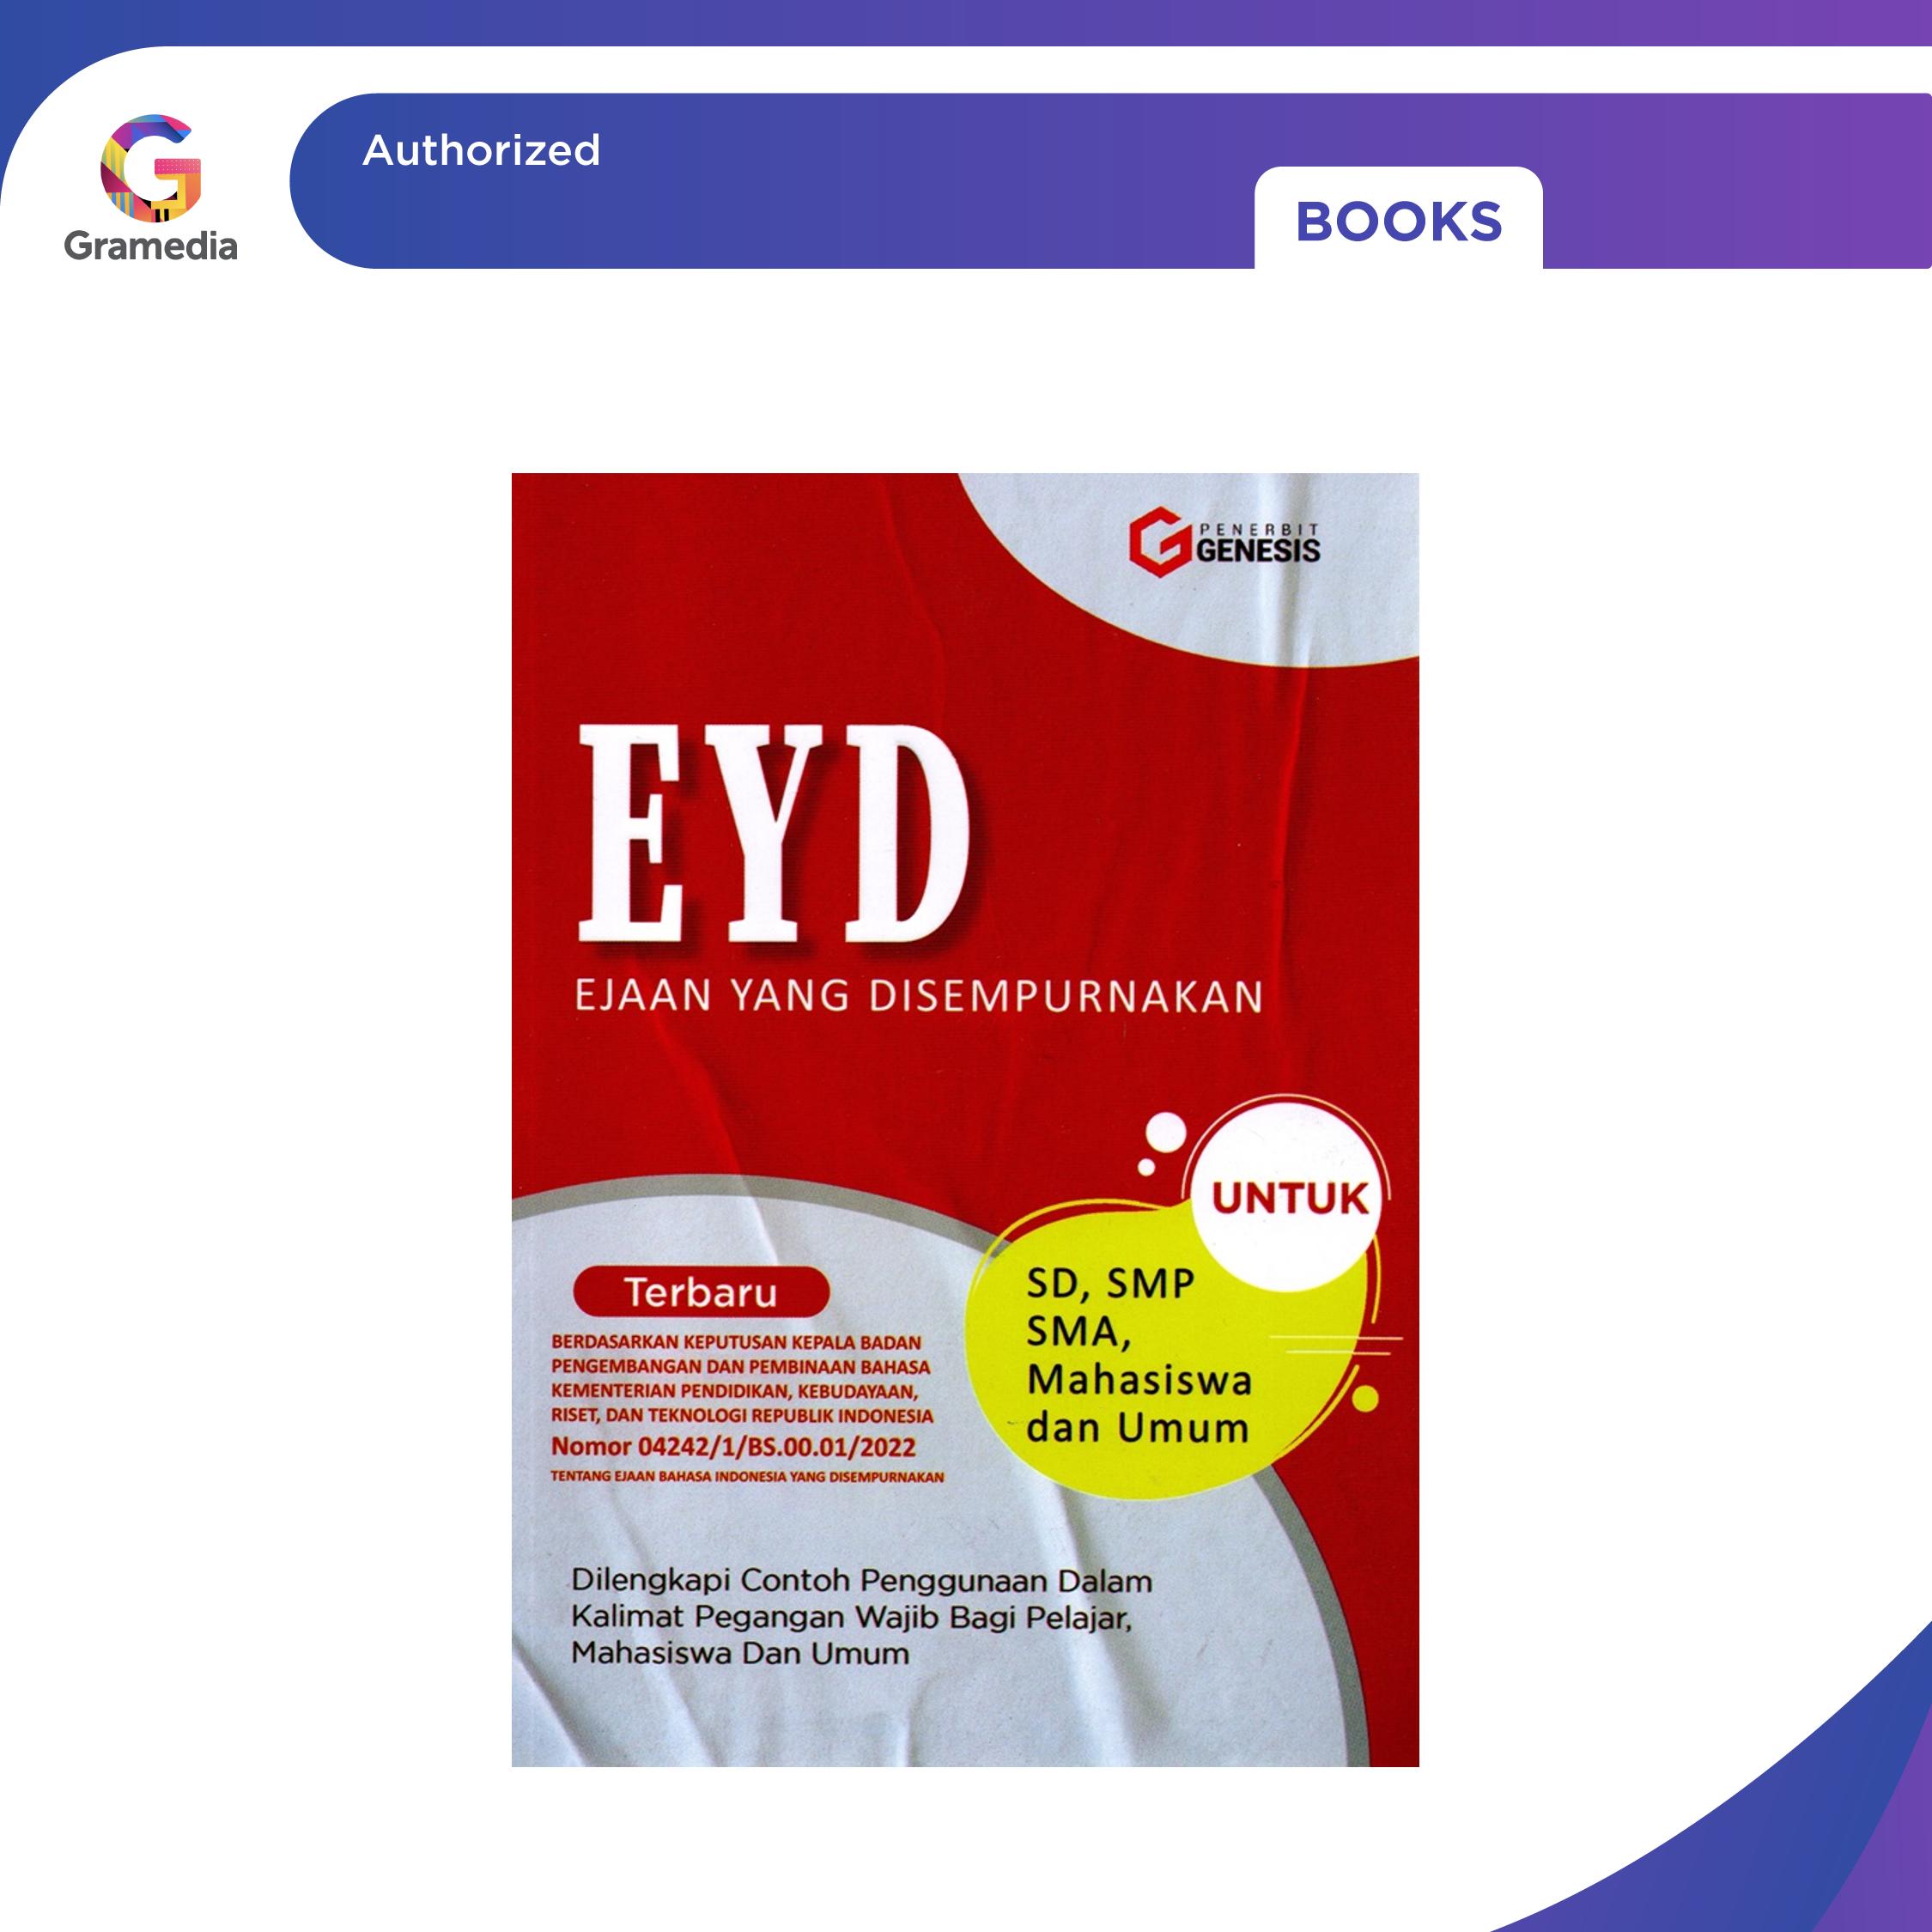 Gramedia
Authorized
BOOKS
PENERBIT
GENESIS
EYD
EJAAN YANG DISEMPURNAKAN
UNTUK
SD, SMP
SMA,
Mahasiswa
dan Umum
Terbaru
BERDASARKAN KEPUTUSAN KEPALA BADAN
PENGEMBANGAN DAN PEMBINAAN BAHASA
KEMENTERIAN PENDIDIKAN, KEBUDAYAAN,
RISET, DAN TEKNOLOGI REPUBLIK INDONESIA
Nomor 04242/1/BS.00.01/2022
TENTANG EJAAN BAHASA INDONESIA YANG DISEMPURNAKAN
Dilengkapi Contoh Penggunaan Dalam
Kalimat Pegangan Wajib Bagi Pelajar,
Mahasiswa Dan Umum